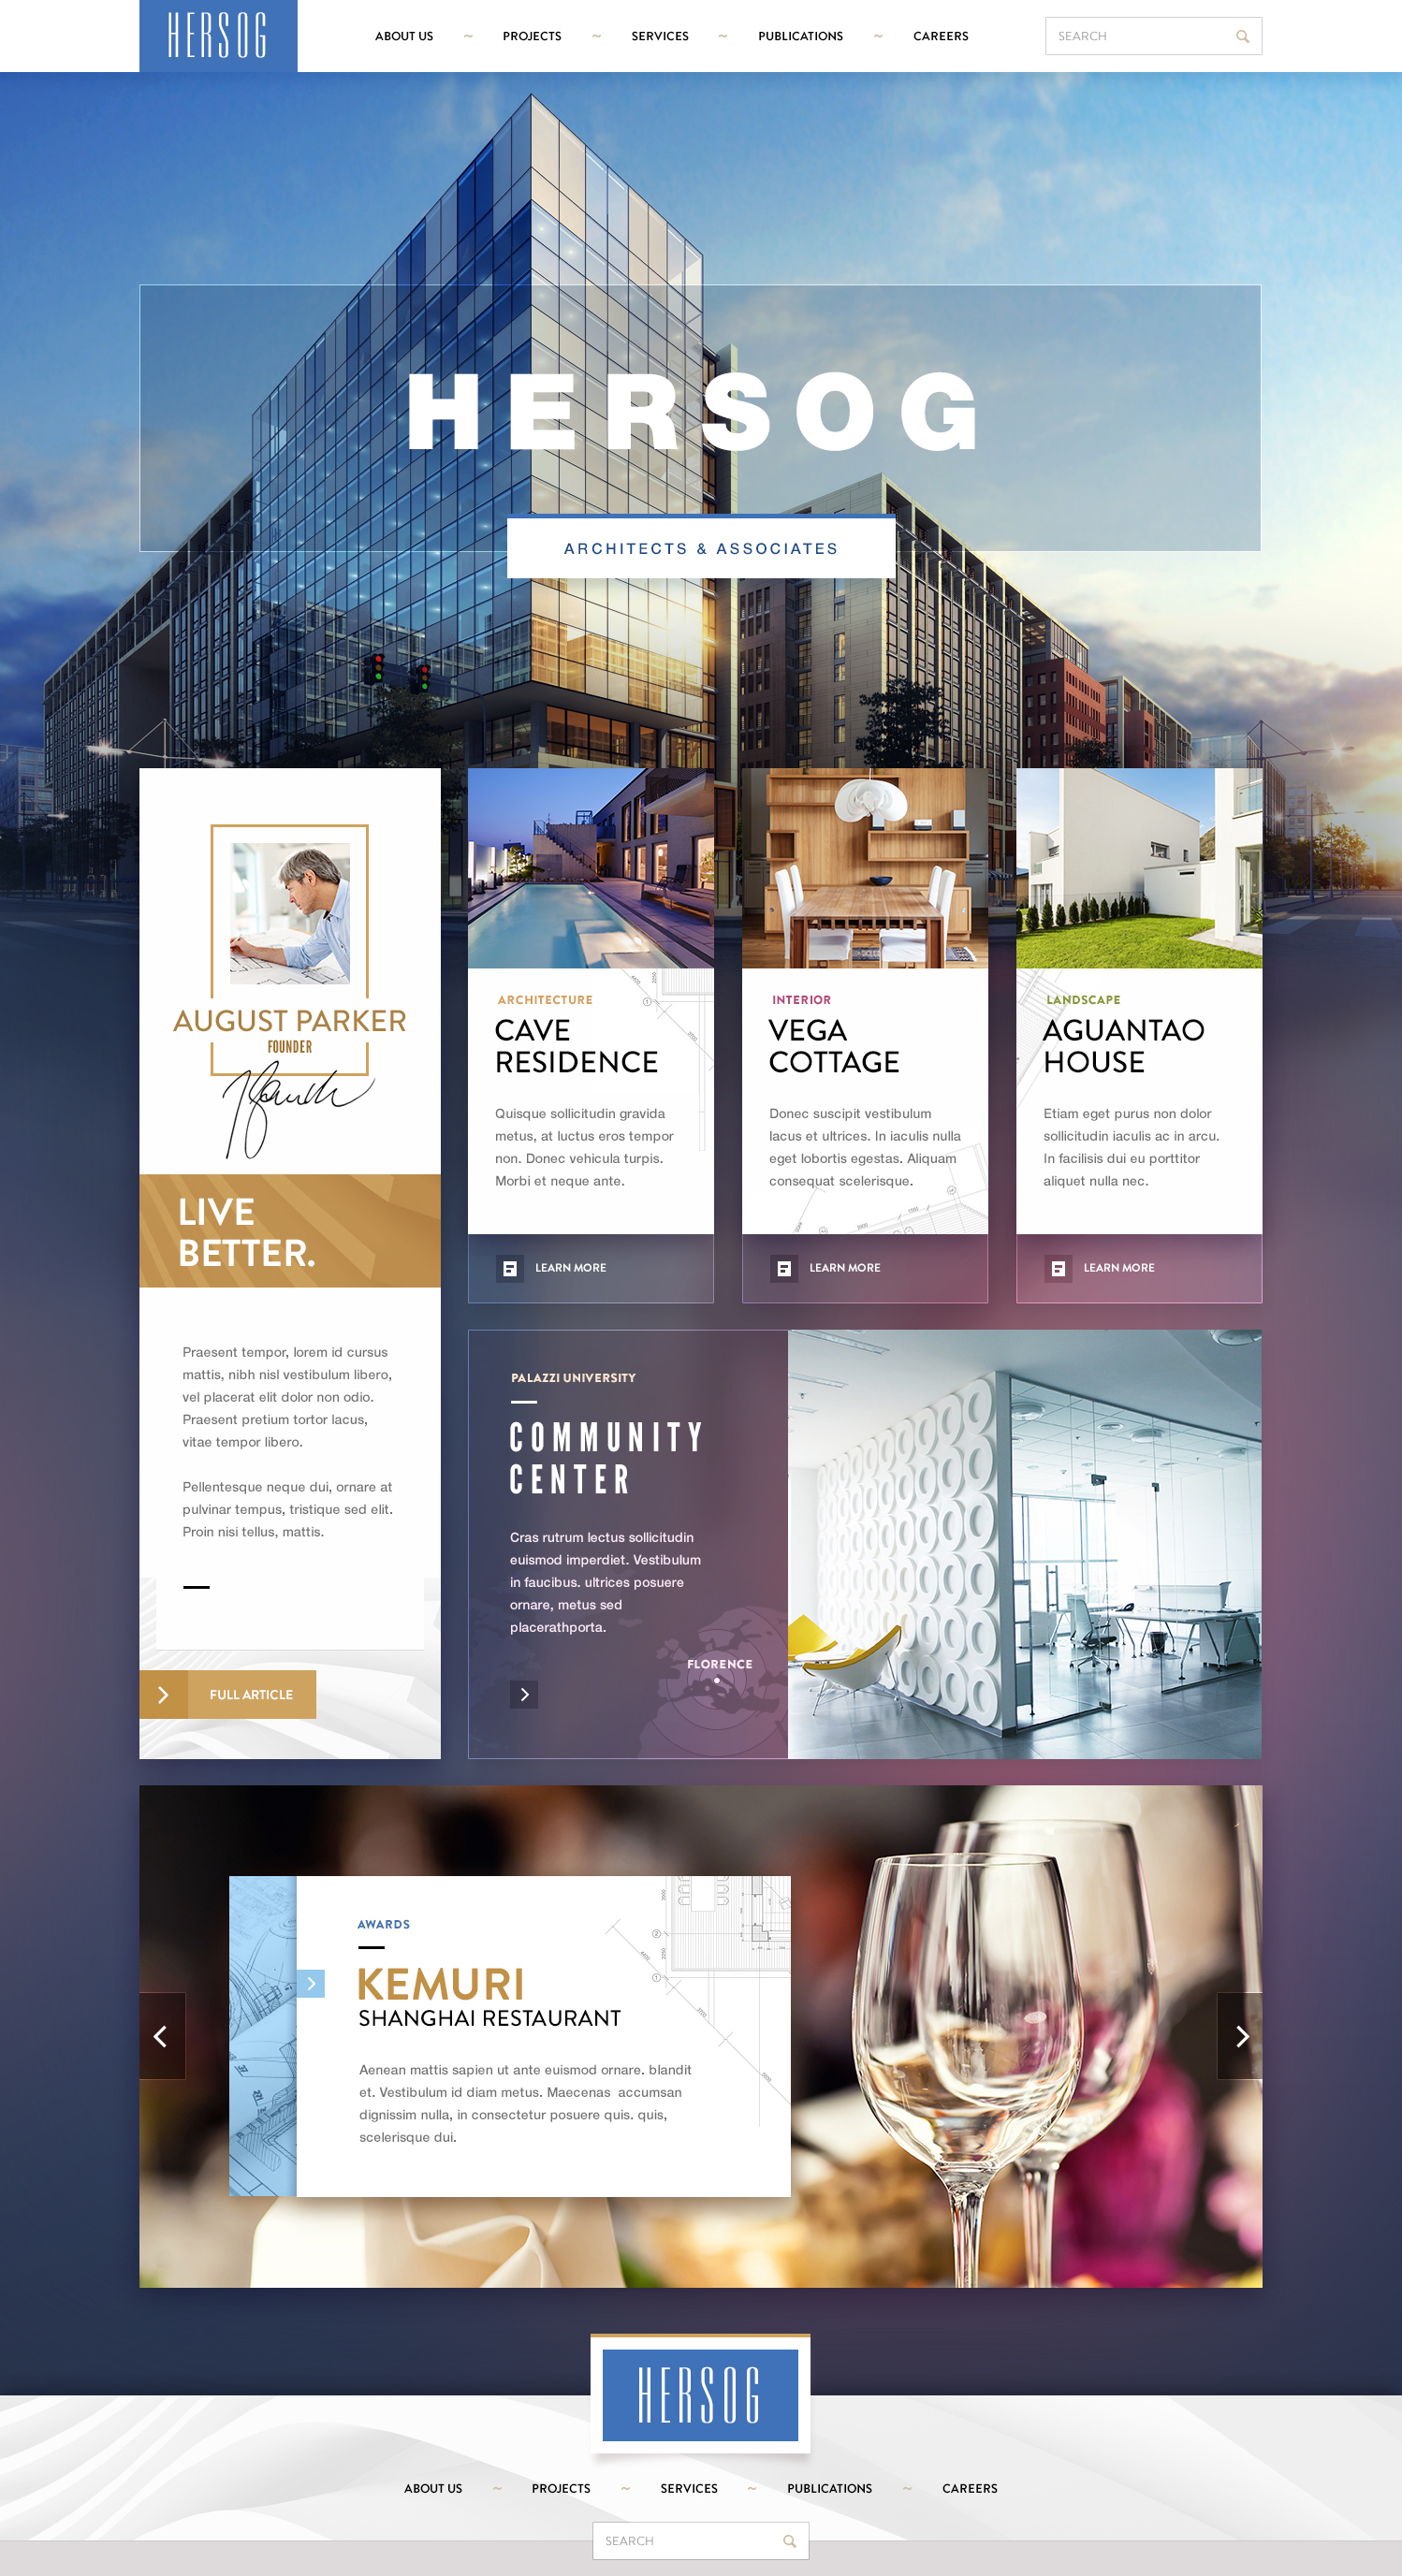 HERSOG
ABOUT US ~ PROJECTS ~ SERVICES ~ PUBLICATIONS ~ CAREERS
SEARCH
HERSOG
ARCHITECTS & ASSOCIATES
AUGUST PARKER
FOUNDER
LIVE
BETTER.
Praesent tempor, lorem id cursus
mattis, nibh nisl vestibulum libero,
vel placerat elit dolor non odio.
Praesent pretium tortor lacus,
vitae tempor libero.
Pellentesque neque dui, ornare at
pulvinar tempus, tristique sed elit.
Proin nisi tellus, mattis.
FULL ARTICLE
ARCHITECTURE
CAVE
RESIDENCE
Quisque sollicitudin gravida
metus, at luctus eros tempor
non. Donec vehicula turpis.
Morbi et neque ante.
LEARN MORE
INTERIOR
VEGA
COTTAGE
Donec suscipit vestibulum
lacus et ultrices. In iaculis nulla
eget lobortis egestas. Aliquam
consequat scelerisque.
LEARN MORE
LANDSCAPE
AGUANTAO
HOUSE
Etiam eget purus non dolor
sollicitudin iaculis ac in arcu.
In facilisis dui eu porttitor
aliquet nulla nec.
LEARN MORE
PALAZZI UNIVERSITY
COMMUNITY
CENTER
Cras rutrum lectus sollicitudin
euismod imperdiet. Vestibulum
in faucibus. ultrices posuere
ornare, metus sed
placerathporta.
FLORENCE
AWARDS
KEMURI
SHANGHAI RESTAURANT
Aenean mattis sapien ut ante euismod ornare. blandit
et. Vestibulum id diam metus. Maecenas  accumsan
dignissim nulla, in consectetur posuere quis. quis,
scelerisque dui.
HERSOG
ABOUT US ~ PROJECTS ~ SERVICES ~ PUBLICATIONS ~ CAREERS
SEARCH